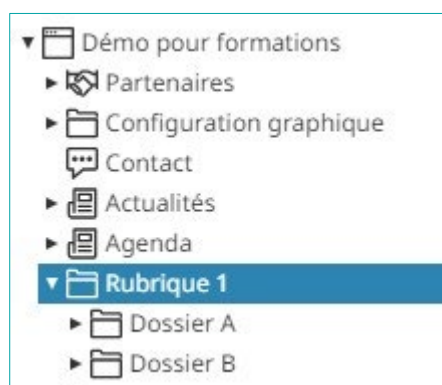 Démo pour formations
Partenaires
Configuration graphique
Contact
Actualités
Agenda
Rubrique 1
Dossier A
Dossier B